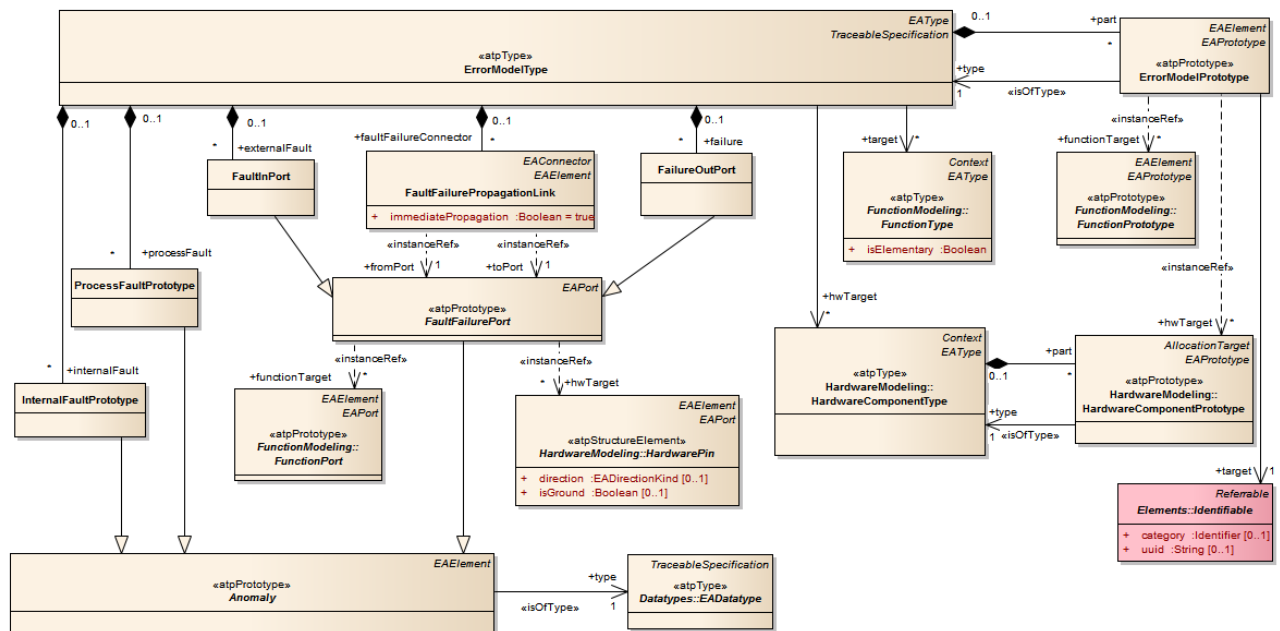 EAType
TraceableSpecification
«atpType»
ErrorModelType
0..1
+part
*
EAElement
EAPrototype
«atpPrototype»
ErrorModelPrototype
+type
1
«isOfType»
0..1
0..1
0..1
0..1
0..1
* +externalFault
+faultFailureConnector *
* +failure
FaultInPort
EAConnector
EAElement
FaultFailurePropagationLink
+ immediatePropagation :Boolean = true
FailureOutPort
+target *
Context
EAType
«atpType»
FunctionModeling::
FunctionType
+ isElementary :Boolean
«instanceRef»
+functionTarget *
EAElement
EAPrototype
«atpPrototype»
FunctionModeling::
FunctionPrototype
«instanceRef» «instanceRef»
+fromPort 1 +toPort 1
* +processFault
ProcessFaultPrototype
EAPort
«atpPrototype»
FaultFailurePort
«instanceRef»
+hwTarget
*
+hwTarget *
* +internalFault
InternalFaultPrototype
«instanceRef»
+functionTarget *
«instanceRef»
* +hwTarget
EAElement
EAPort
«atpPrototype»
FunctionModeling::
FunctionPort
EAElement
EAPort
«atpStructureElement»
HardwareModeling::HardwarePin
+ direction :EADirectionKind [0..1]
+ isGround :Boolean [0..1]
Context
EAType
«atpType»
HardwareModeling::
HardwareComponentType
+part
0..1 *
+type
1 «isOfType»
AllocationTarget
EAPrototype
«atpPrototype»
HardwareModeling::
HardwareComponentPrototype
+target 1
Referrable
Elements::Identifiable
+ category :Identifier [0..1]
+ uuid :String [0..1]
EAElement
«atpPrototype»
Anomaly
+type
«isOfType» 1
TraceableSpecification
«atpType»
Datatypes::EADatatype